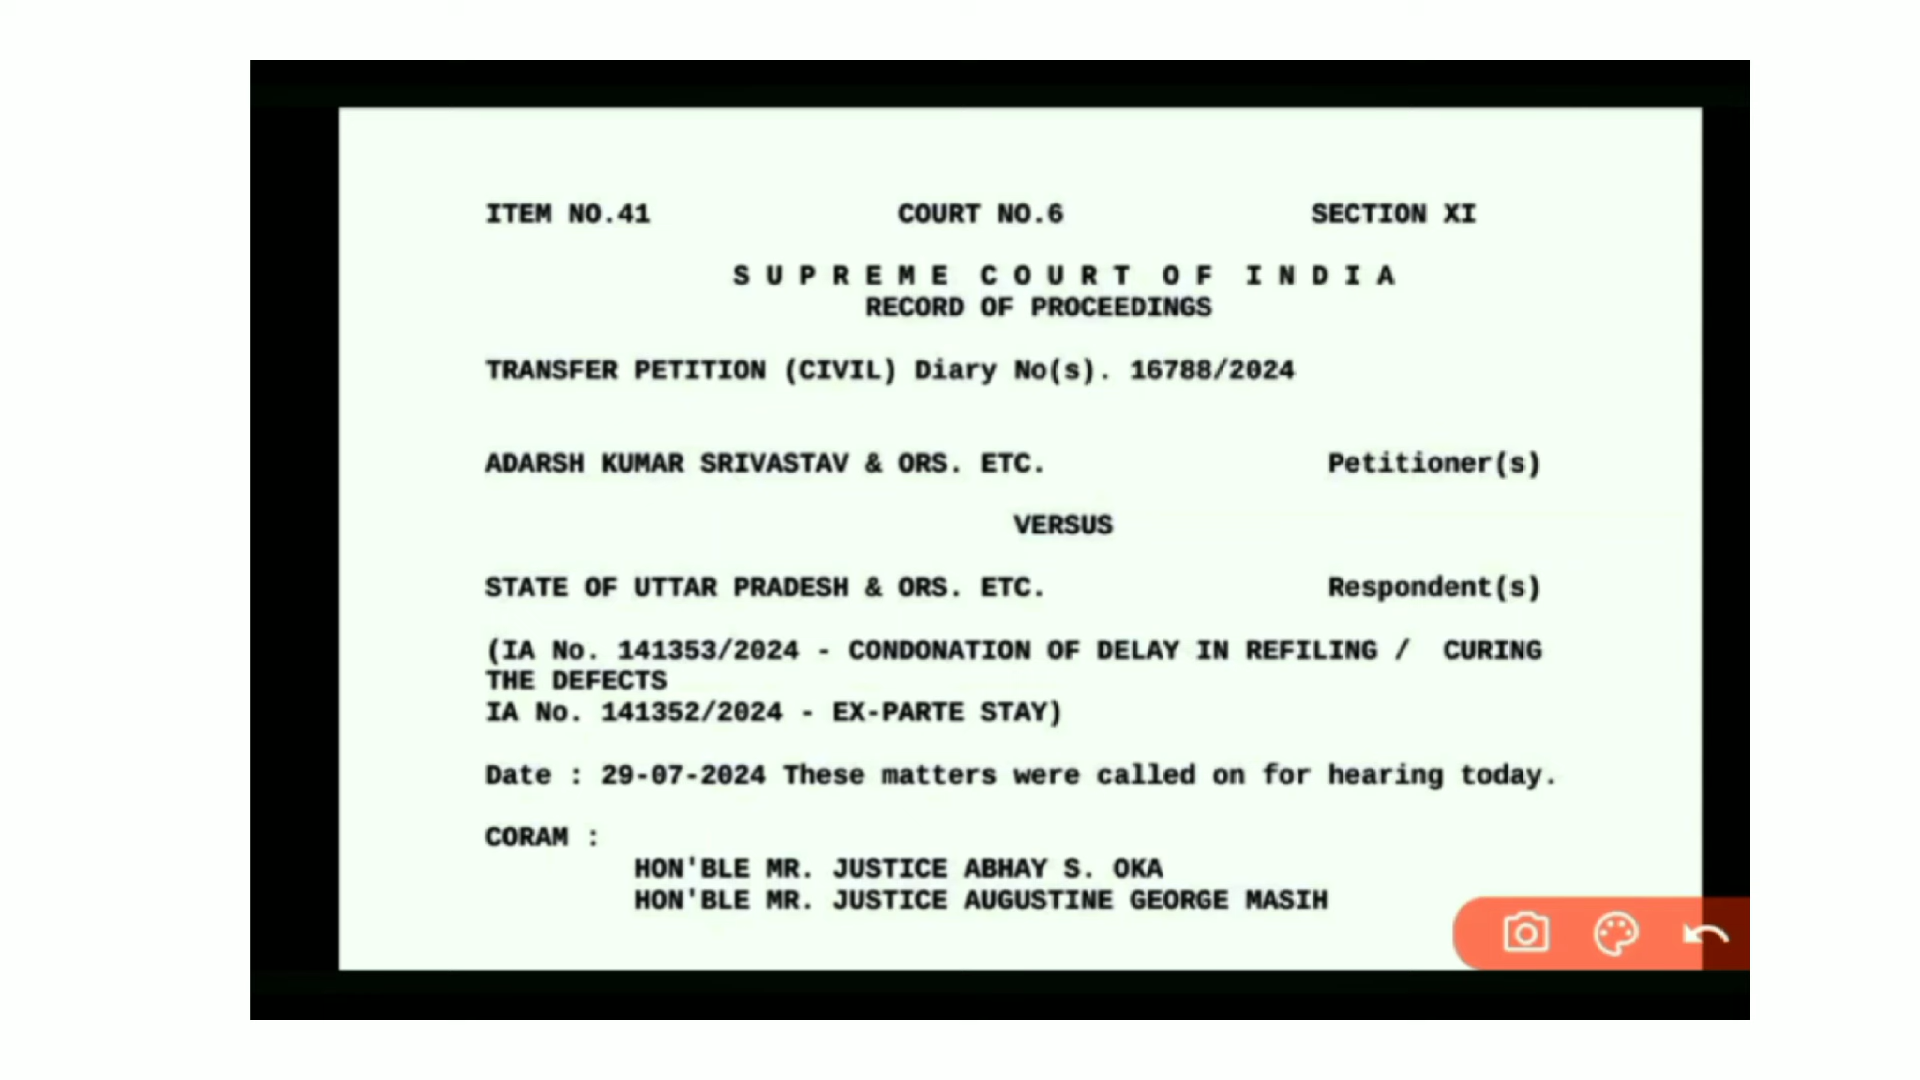 ITEM NO.41 COURT NO.6 SECTION XI
S U P R E M E C O U R T O F I N D I A
RECORD OF PROCEEDINGS
TRANSFER PETITION (CIVIL) Diary No(s). 16788/2024
ADARSH KUMAR SRIVASTAV & ORS. ETC. Petitioner(s)
VERSUS
STATE OF UTTAR PRADESH & ORS. ETC. Respondent(s)
(IA No. 141353/2024 - CONDONATION OF DELAY IN REFILING / CURING
THE DEFECTS
IA No. 141352/2024 - EX-PARTE STAY)
Date : 29-07-2024 These matters were called on for hearing today.
CORAM :
HON'BLE MR. JUSTICE ABHAY S. OKA
HON'BLE MR. JUSTICE AUGUSTINE GEORGE MASIH